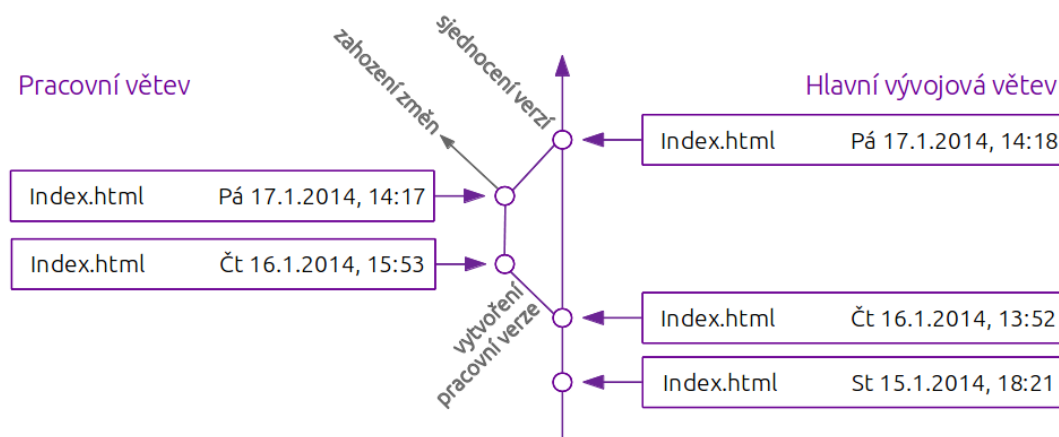 sjednocení verzí
zahození změn
Pracovní větev
Hlavní vývojová větev
Index.html Pá 17.1.2014, 14:18
Index.html Pá 17.1.2014, 14:17
Index.html Čt 16.1.2014, 15:53
vytvoření
pracovní verze
Index.html Čt 16.1.2014, 13:52
Index.html St 15.1.2014, 18:21